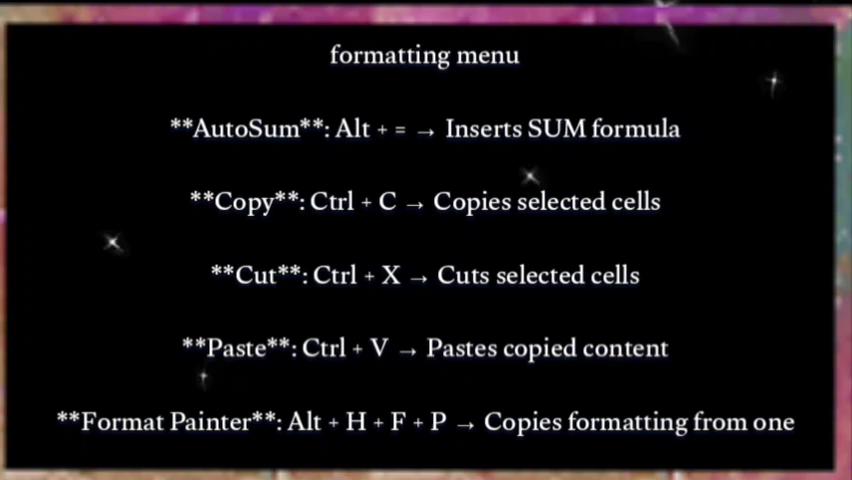 formatting menu
**AutoSum**: Alt + = → Inserts SUM formula
**Copy**: Ctrl + C → Copies selected cells
**Cut**: Ctrl + X → Cuts selected cells
**Paste**: Ctrl + V → Pastes copied content
**Format Painter**: Alt + H + F + P → Copies formatting from one